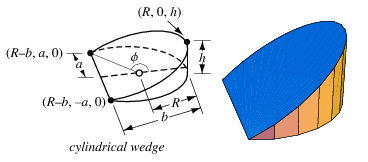 (R, 0, h)
(R–b, a, 0)
a
ϕ
h
(R–b, –a, 0)
R
b
cylindrical wedge